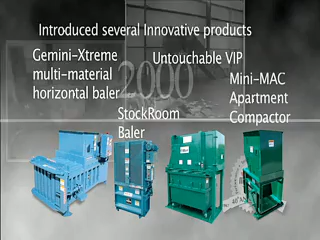 Introduced several Innovative products
Gemini-Xtreme
multi-material
horizontal baler
Untouchable VIP
2000
Mini-MAC
Apartment
Compactor
StockRoom
Baler
40